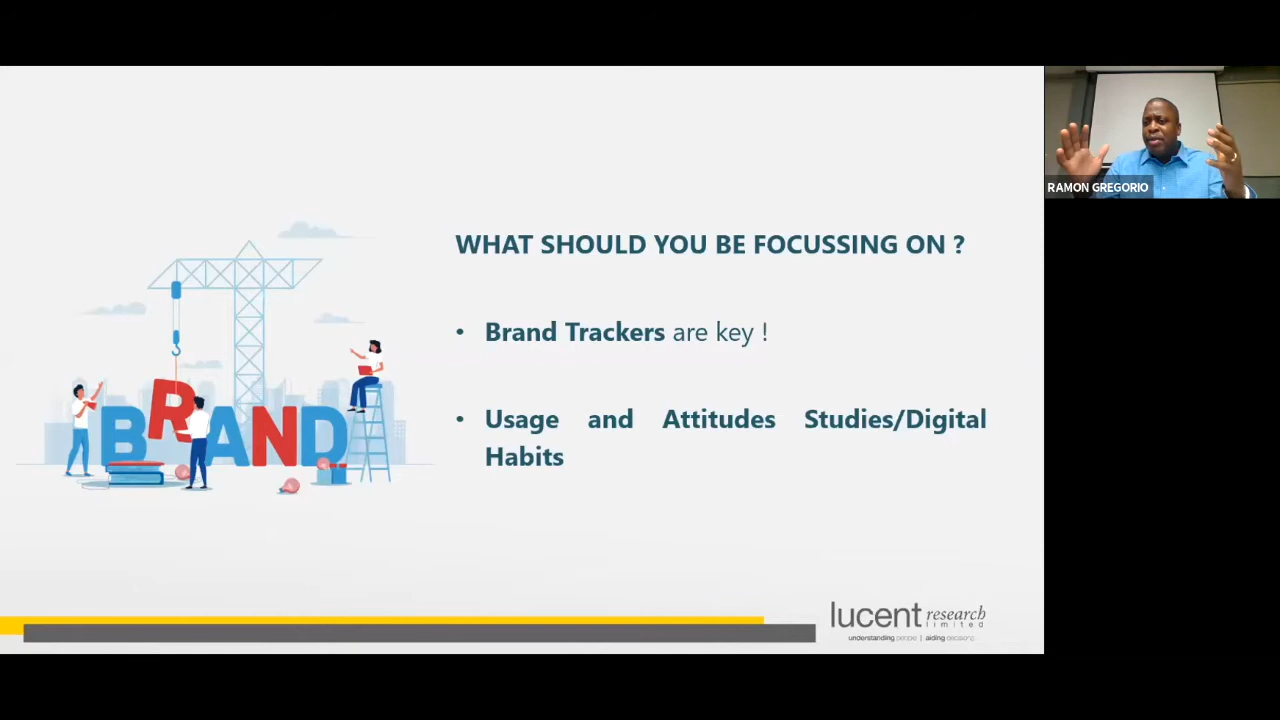 RAMON GREGORIO
WHAT SHOULD YOU BE FOCUSSING ON ?
• Brand Trackers are key !
• Usage and Attitudes Studies/Digital
Habits
BRAND
lucent research
limited
understanding people | aiding decisions